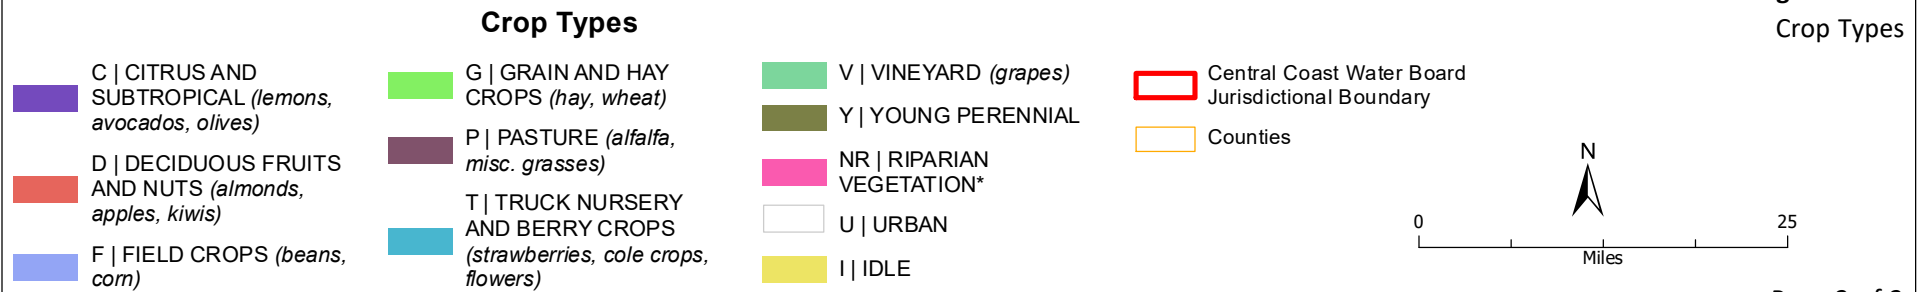 Crop Types
C | CITRUS AND
SUBTROPICAL (lemons,
avocados, olives)
D | DECIDUOUS FRUITS
AND NUTS (almonds,
apples, kiwis)
F | FIELD CROPS (beans,
corn)
G | GRAIN AND HAY
CROPS (hay, wheat)
P | PASTURE (alfalfa,
misc. grasses)
T | TRUCK NURSERY
AND BERRY CROPS
(strawberries, cole crops,
flowers)
V | VINEYARD (grapes)
Y | YOUNG PERENNIAL
NR | RIPARIAN
VEGETATION*
U | URBAN
I | IDLE
Central Coast Water Board
Jurisdictional Boundary
Counties
Crop Types
N
0 25
Miles